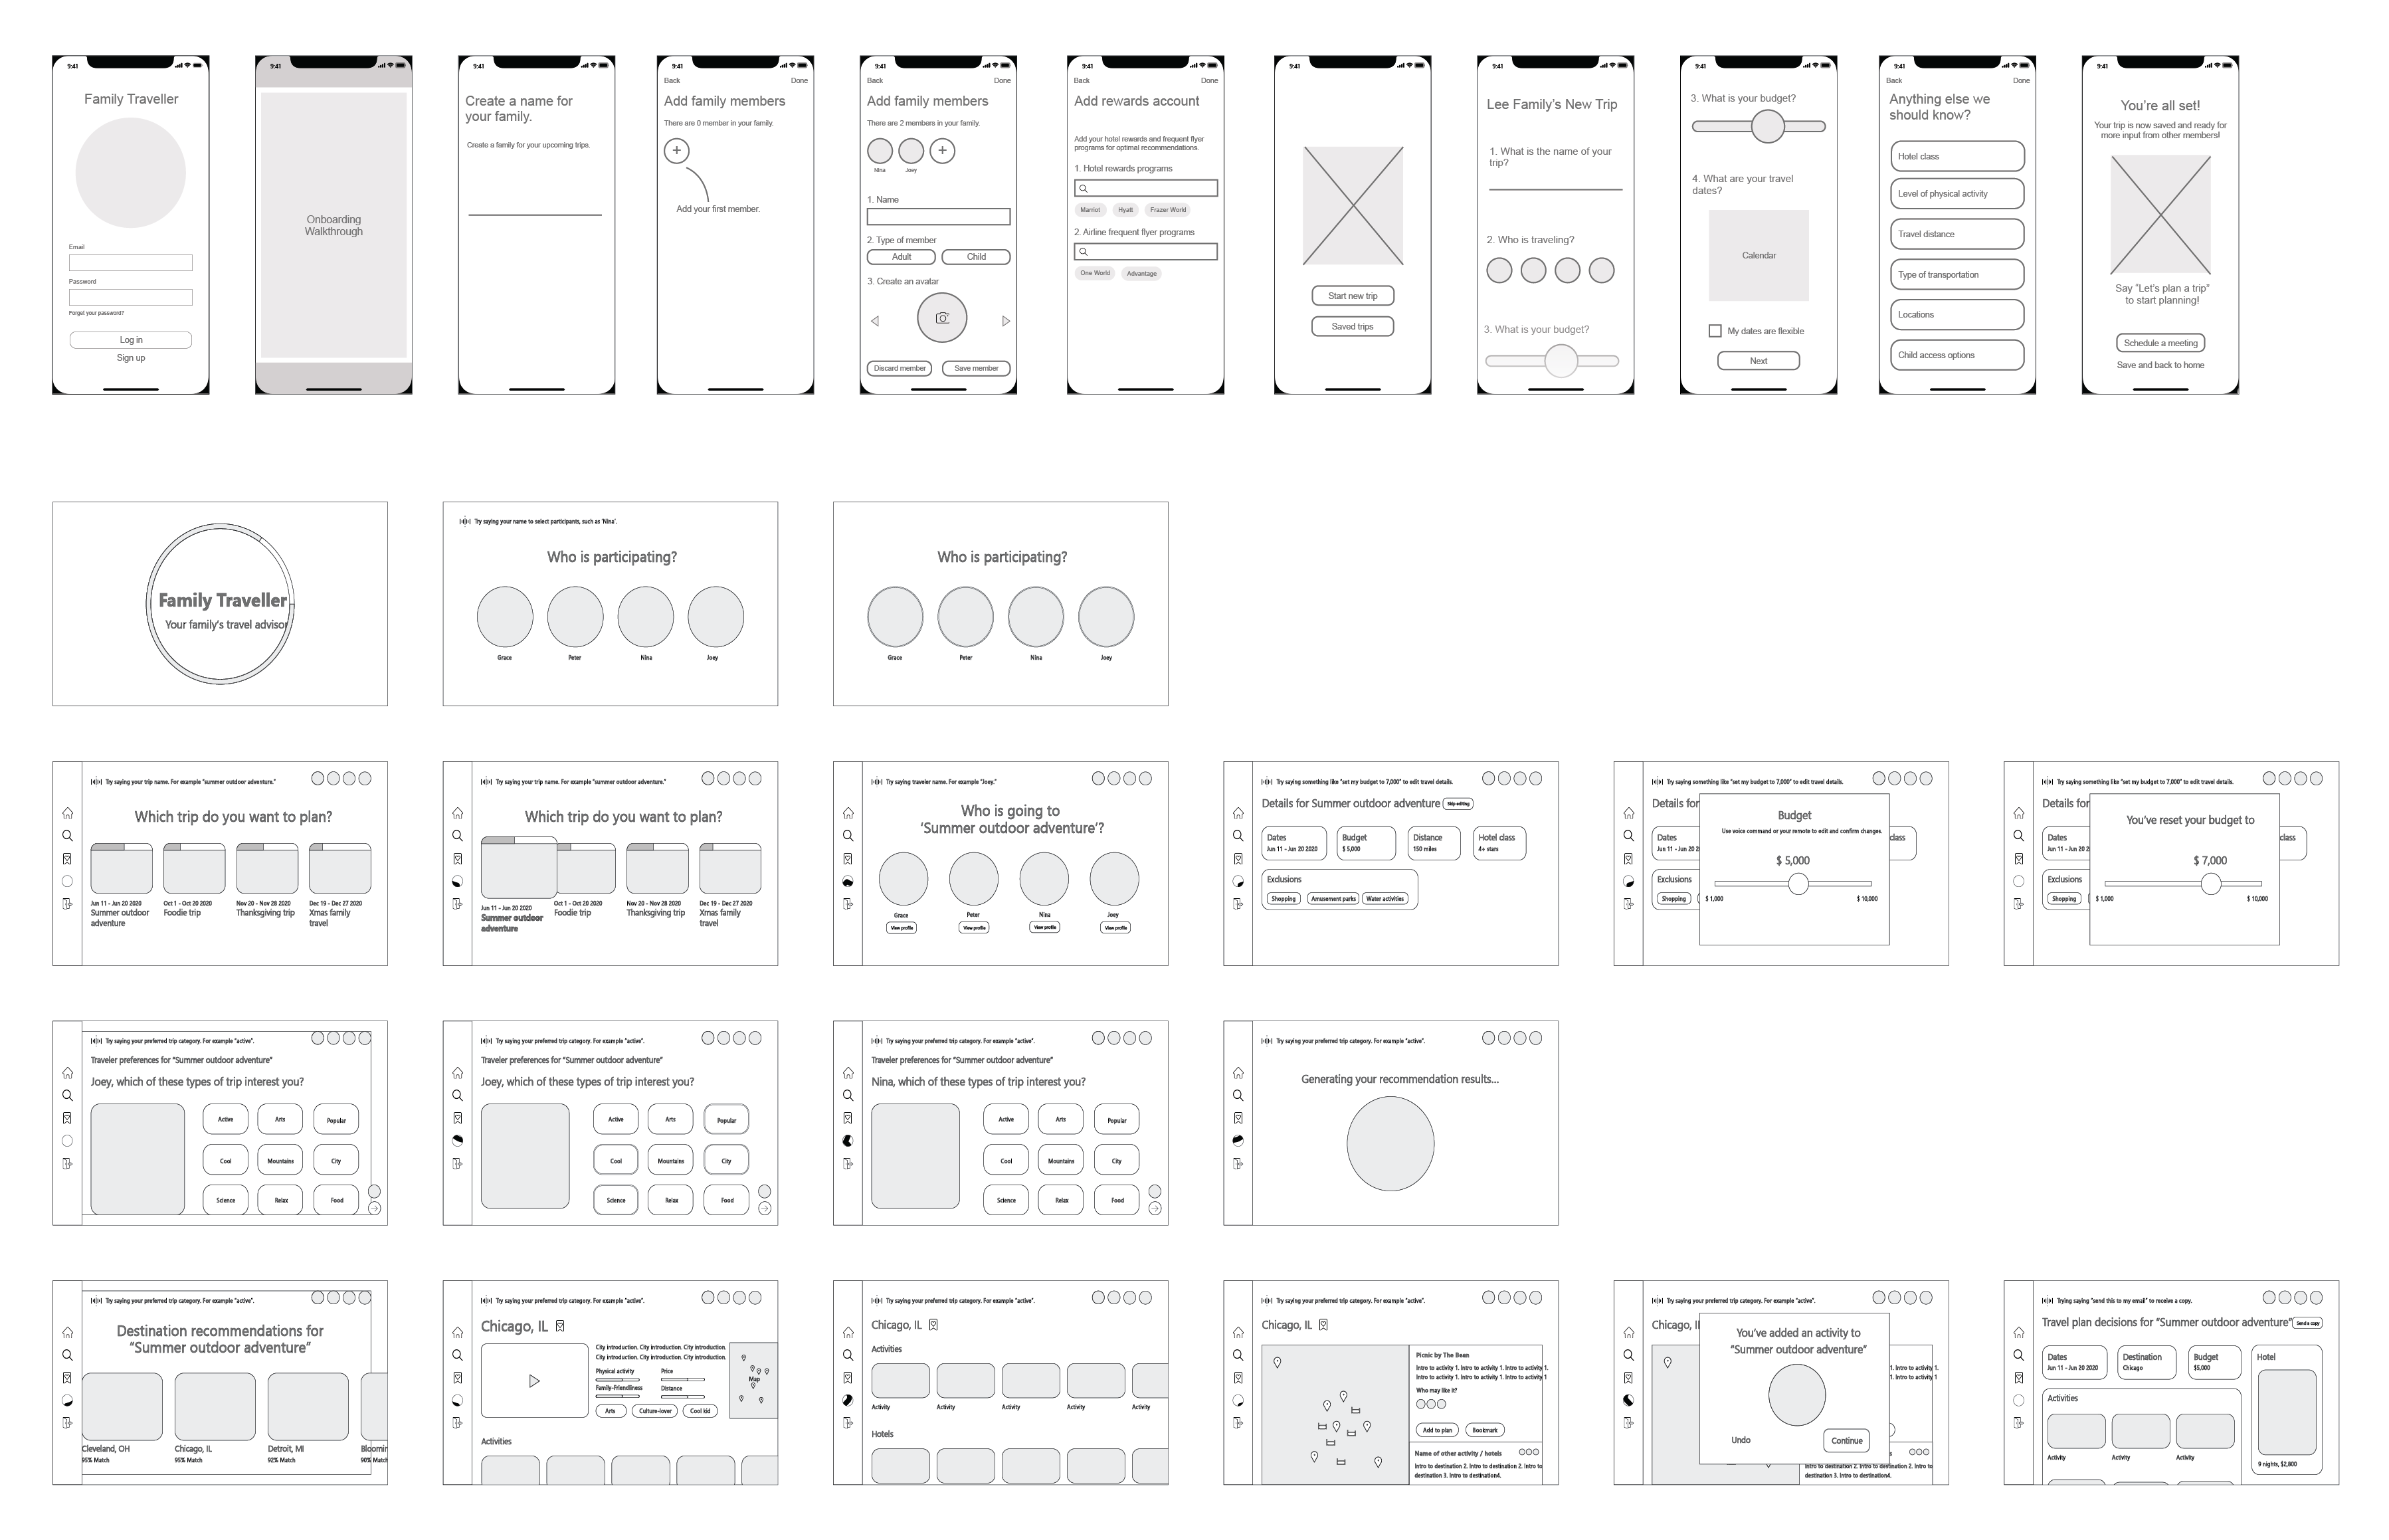 9:41
Family Traveller
Email
Password
Forget your password?
Log in
Sign up
9:41
Onboarding
Walkthrough
9:41
Create a name for
your family.
Create a family for your upcoming trips.
9:41
Back Done
Add family members
There are 0 member in your family.
+
Add your first member.
9:41
Back Done
Add family members
There are 2 members in your family.
+
Nina Joey
1. Name
2. Type of member
Adult Child
3. Create an avatar
Discard member Save member
9:41
Back Done
Add rewards account
Add your hotel rewards and frequent flyer
programs for optimal recommendations.
1. Hotel rewards programs
Marriot Hyatt Frazer World
2. Airline frequent flyer programs
One World Advantage
9:41
Start new trip
Saved trips
9:41
Lee Family's New Trip
1. What is the name of your
trip?
2. Who is traveling?
3. What is your budget?
9:41
3. What is your budget?
4. What are your travel
dates?
Calendar
My dates are flexible
Next
9:41
Back Done
Anything else we
should know?
Hotel class
Level of physical activity
Travel distance
Type of transportation
Locations
Child access options
9:41
You're all set!
Your trip is now saved and ready for
more input from other members!
Say "Let's plan a trip"
to start planning!
Schedule a meeting
Save and back to home
Family Traveller
Your family's travel advisor
Try saying your name to select participants, such as 'Nina'.
Who is participating?
Grace Peter Nina Joey
Who is participating?
Grace Peter Nina Joey
Try saying your trip name. For example "summer outdoor adventure."
Which trip do you want to plan?
Jun 11 - Jun 20 2020 Oct 1 - Oct 20 2020 Nov 20 - Nov 28 2020 Dec 19 - Dec 27 2020
Summer outdoor Foodie trip Thanksgiving trip Xmas family
adventure travel
Try saying your trip name. For example "summer outdoor adventure."
Which trip do you want to plan?
Jun 11 - Jun 20 2020 Oct 1 - Oct 20 2020 Nov 20 - Nov 28 2020 Dec 19 - Dec 27 2020
Summer outdoor Foodie trip Thanksgiving trip Xmas family
adventure travel
Try saying traveler name. For example "Joey."
Who is going to
'Summer outdoor adventure'?
Grace Peter Nina Joey
View profile View profile View profile View profile
Try saying something like "set my budget to 7,000" to edit travel details.
Details for Summer outdoor adventure Skip editing
Dates Budget Distance Hotel class
Jun 11 - Jun 20 2020 $ 5,000 150 miles 4+ stars
Exclusions
Shopping Amusement parks Water activities
Try saying something like "set my budget to 7,000" to edit travel details.
Details for
Budget
Use voice command or your remote to edit and confirm changes.
Dates class
Jun 11 - Jun 20 2
$ 5,000
Exclusions
Shopping
$ 1,000 $ 10,000
Try saying something like "set my budget to 7,000" to edit travel details.
Details for
You've reset your budget to
Dates class
Jun 11 - Jun 20 2
$ 7,000
Exclusions
Shopping
$ 1,000 $ 10,000
Try saying your preferred trip category. For example "active".
Traveler preferences for "Summer outdoor adventure"
Joey, which of these types of trip interest you?
Active Arts Popular
Cool Mountains City
Science Relax Food
Try saying your preferred trip category. For example "active".
Traveler preferences for "Summer outdoor adventure"
Joey, which of these types of trip interest you?
Active Arts Popular
Cool Mountains City
Science Relax Food
Try saying your preferred trip category. For example "active".
Traveler preferences for "Summer outdoor adventure"
Nina, which of these types of trip interest you?
Active Arts Popular
Cool Mountains City
Science Relax Food
Try saying your preferred trip category. For example "active".
Generating your recommendation results...
Try saying your preferred trip category. For example "active".
Destination recommendations for
"Summer outdoor adventure"
Cleveland, OH Chicago, IL Detroit, MI Bloomin
95% Match 95% Match 92% Match 90% Match
Try saying your preferred trip category. For example "active".
Chicago, IL
City introduction. City introduction. City introduction.
City introduction. City introduction. City introduction.
Physical activity Price
Family-Friendliness Distance
Map
Arts Culture-lover Cool kid
Activities
Try saying your preferred trip category. For example "active".
Chicago, IL
Activities
Activity Activity Activity Activity Activity
Hotels
Try saying your preferred trip category. For example "active".
Chicago, IL
Picnic by The Bean
Intro to activity 1. Intro to activity 1. Intro to activity 1.
Intro to activity 1. Intro to activity 1. Intro to activity 1
Who may like it?
Add to plan Bookmark
Name of other activity / hotels
Intro to destination 2. Intro to destination 2. Intro to
destination 3. Intro to destination4.
Try saying your preferred trip category. For example "active".
Chicago, I
You've added an activity to
"Summer outdoor adventure"
1. Intro to activity 1.
1. Intro to activity 1
Undo Continue
s
Intro to destination 2. Intro to destination 2. Intro to
destination 3. Intro to destination4.
Trying saying "send this to my email" to receive a copy.
Travel plan decisions for "Summer outdoor adventure" Send a copy
Dates Destination Budget Hotel
Jun 11 - Jun 20 2020 Chicago $5,000
Activities
Activity Activity Activity
9 nights, $2,800